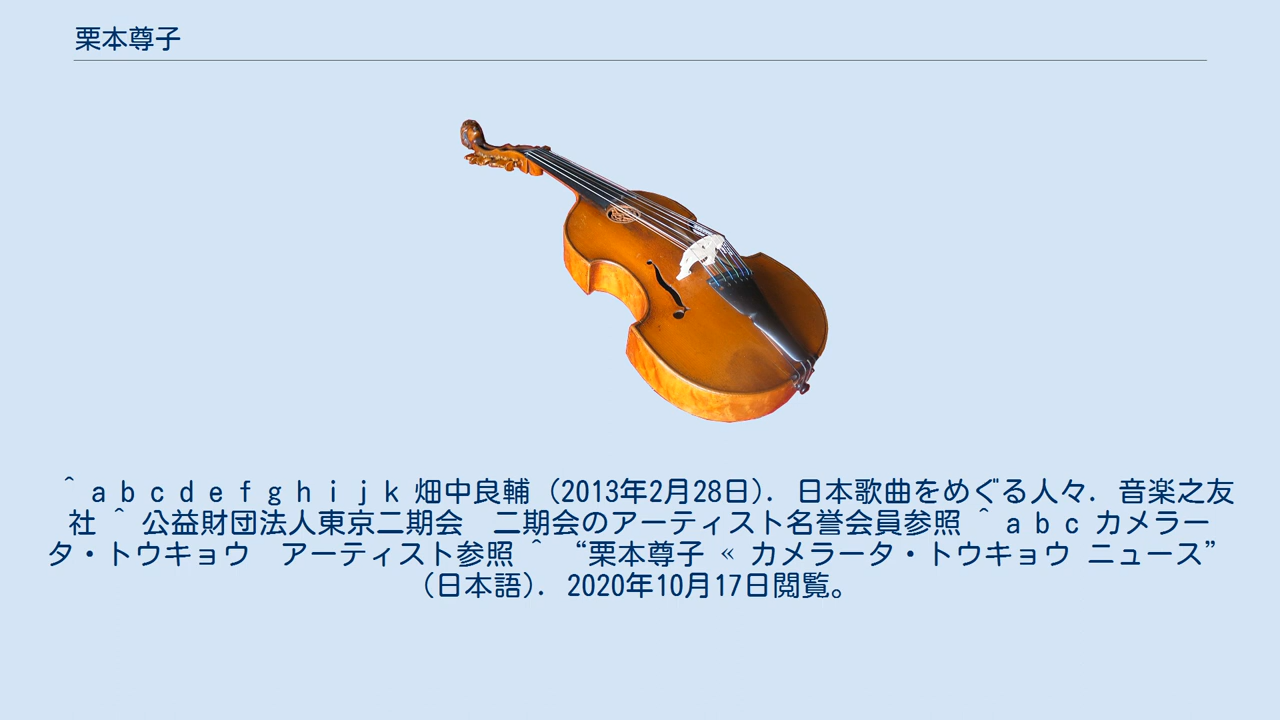 栗本尊子
^ a b c d e f g h i j k 畑中良輔 (2013年2月28日). 日本歌曲をめぐる人々. 音楽之友
社 ^ 公益財団法人東京二期会　二期会のアーティスト名誉会員参照 ^ a b c カメラー
タ・トウキョウ　アーティスト参照 ^ “栗本尊子 « カメラータ・トウキョウ ニュース”
(日本語). 2020年10月17日閲覧。